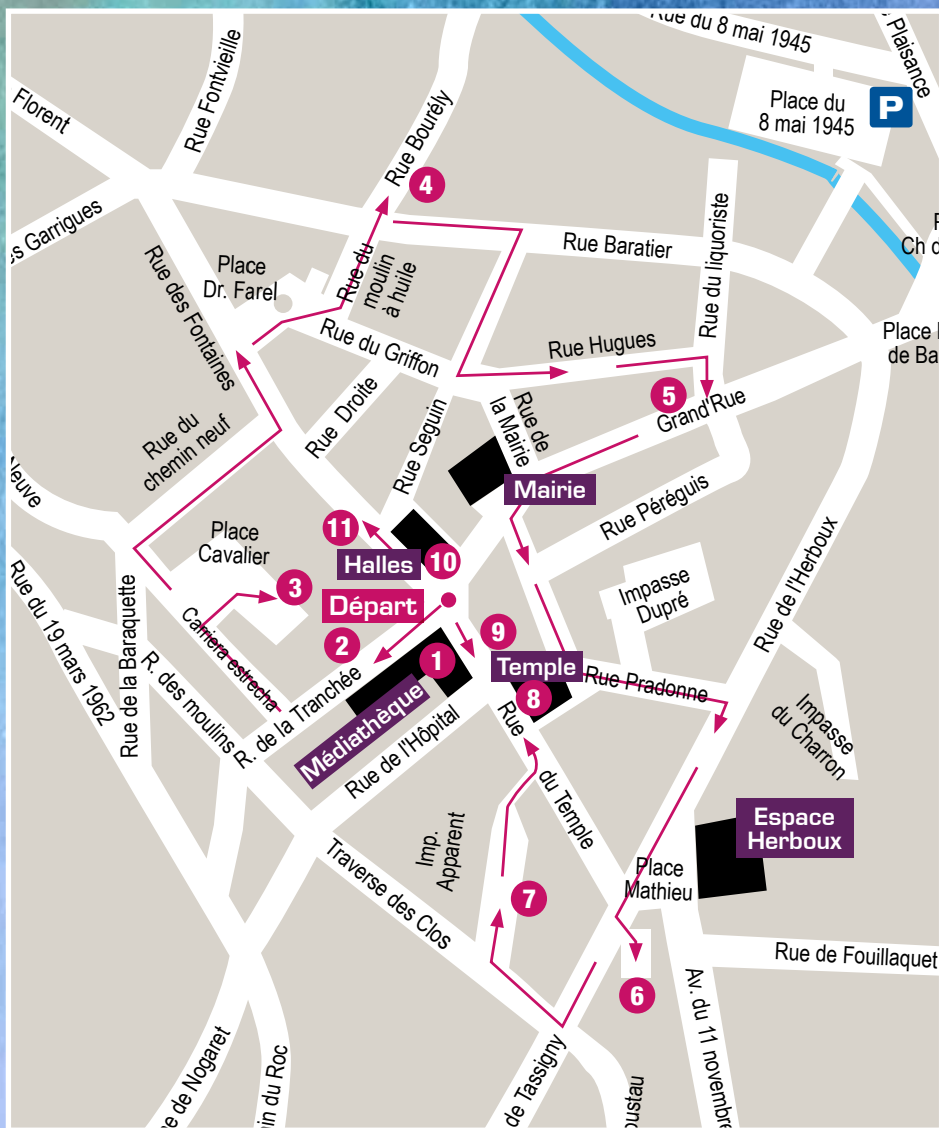 Rue du 8 mai 1945
Plaisance
Place du
8 mai 1945
P
Rue Fontvieille
Florent
Rue Bourély
4
Garrigues
Rue des Fontaines
Place
Dr. Farel
Rue du
moulin
à huile
Rue Baratier
Rue du liquoriste
Ch d
Rue du Griffon
Rue Hugues
Place
de Ba
5
Grand'Rue
Rue Droite
Rue Seguin
Rue de
la Mairie
Rue du
chemin neuf
Neuve
Mairie
Rue Péréguis
Place
Cavalier
11
Halles
10
3
Départ
Impasse
Dupré
Rue de l'Herboux
Rue du 19 mars 1962
Rue de la Baraquette
Carriera estrecha
R. des moulins
2
R. de la Tranchée
1
Médiathèque
9
Temple
8
Rue Pradonne
Rue de l'Hôpital
Rue
du Temple
Impasse
du Charron
Espace
Herboux
Imp.
Apparent
Traverse des Clos
7
Place
Mathieu
6
Rue de Fouillaquet
Av. du 11 novembre
de Nogaret
du Roc
de Tassigny
oustau